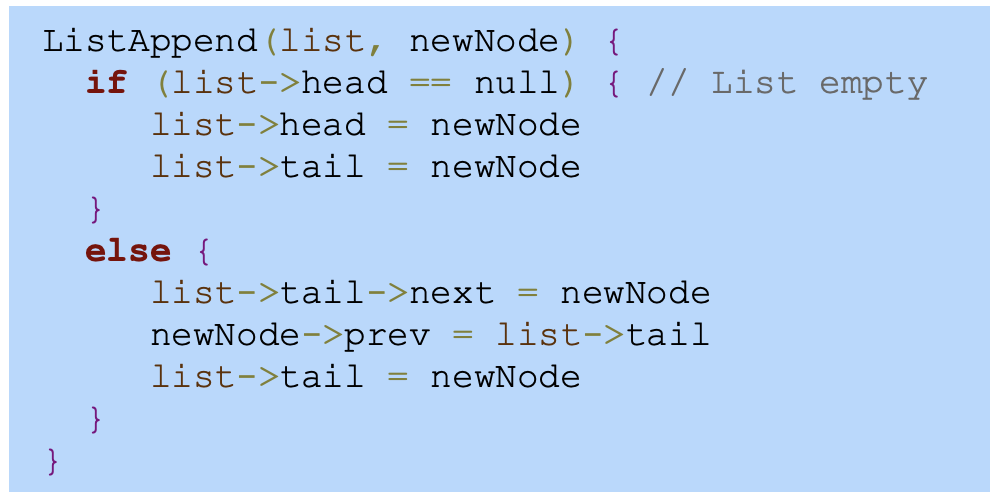 ListAppend(list, newNode) {
if (list->head == null) { // List empty
list->head = newNode
list->tail = newNode
}
else {
list->tail->next = newNode
newNode->prev = list->tail
list->tail = newNode
}
}